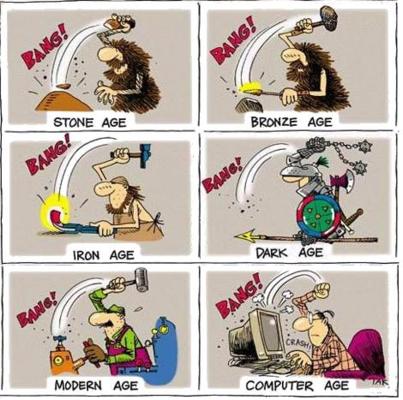 BANG!
STONE AGE
BANG!
BRONZE AGE
BANG!
IRON AGE
BANG!
DARK AGE
BANG!
MODERN AGE
BANG!
CRASH!
COMPUTER AGE